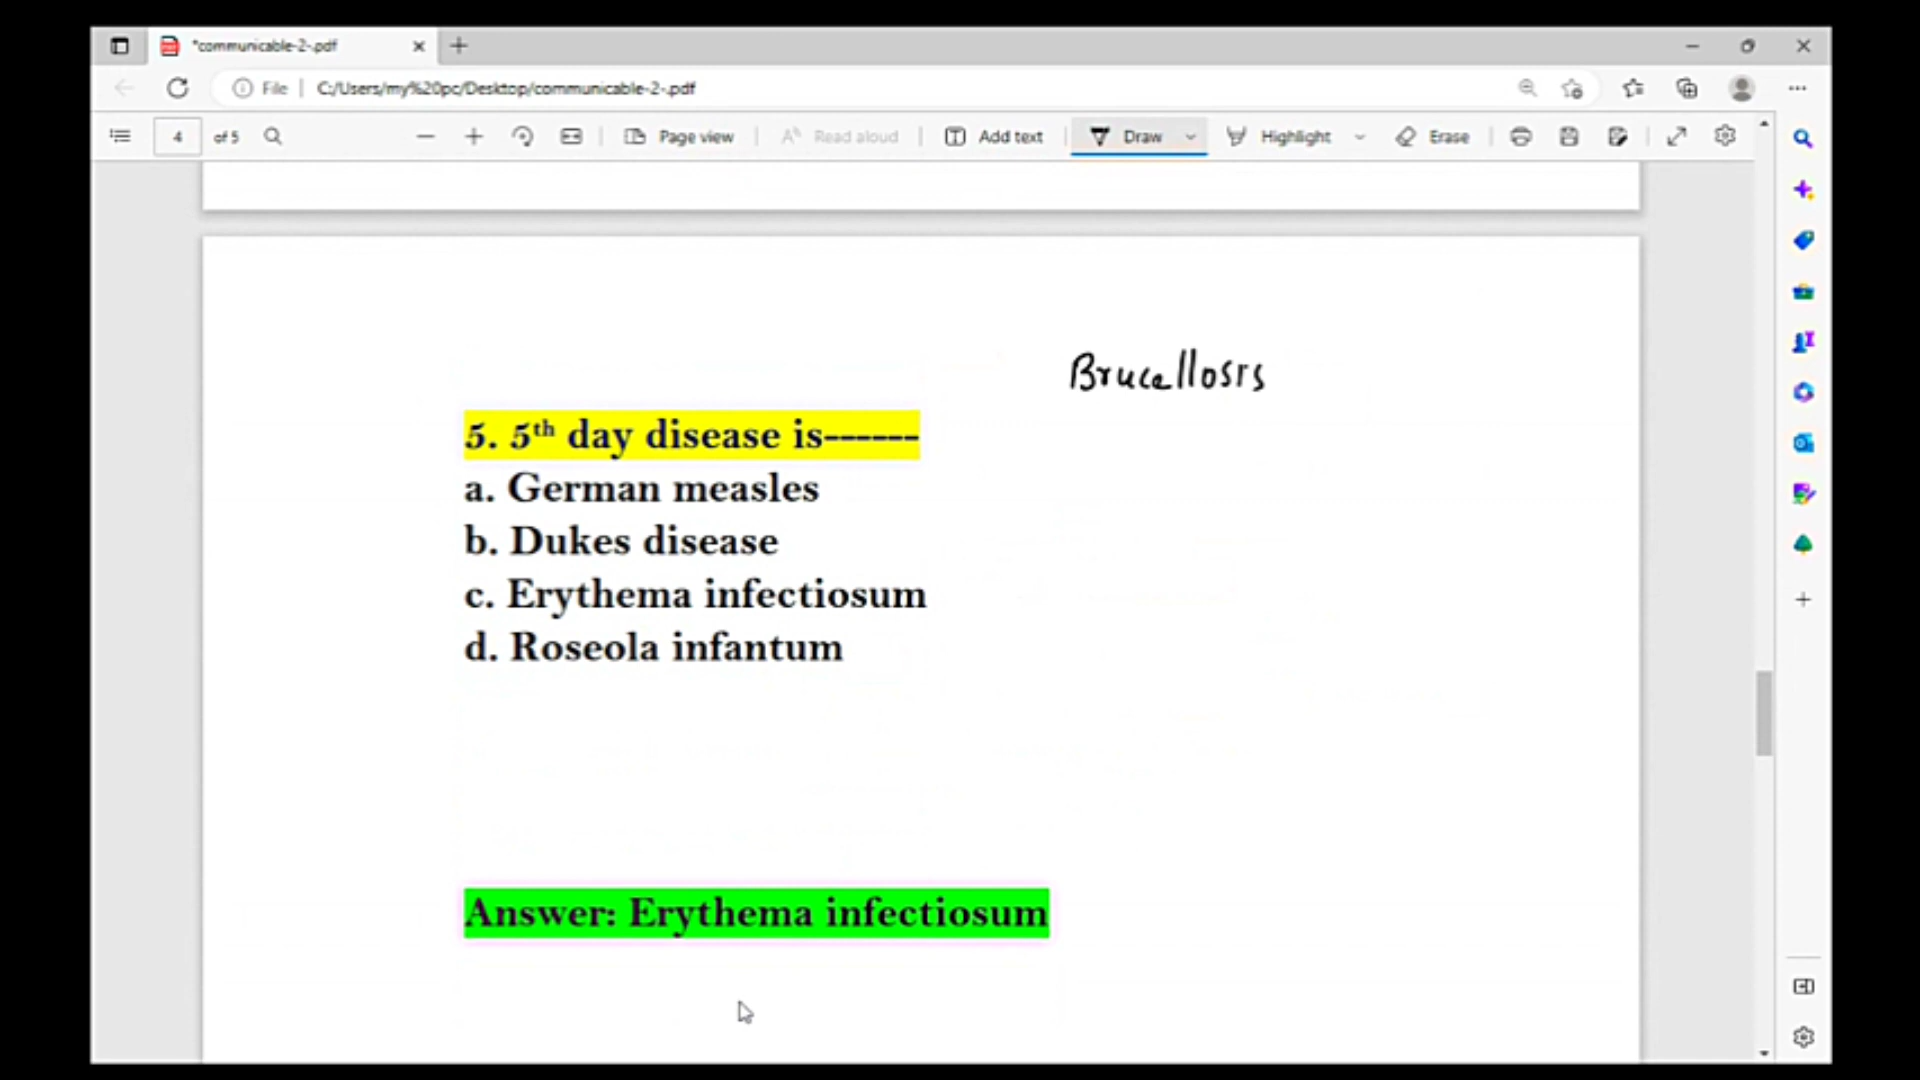 *communicable-2-.pdf
File | C:/Users/my%20pc/Desktop/communicable-2-.pdf
4 of 5 Page view Read aloud Add text Draw Highlight Erase
Brucellosis
5. 5th day disease is------
a. German measles
b. Dukes disease
c. Erythema infectiosum
d. Roseola infantum
Answer: Erythema infectiosum